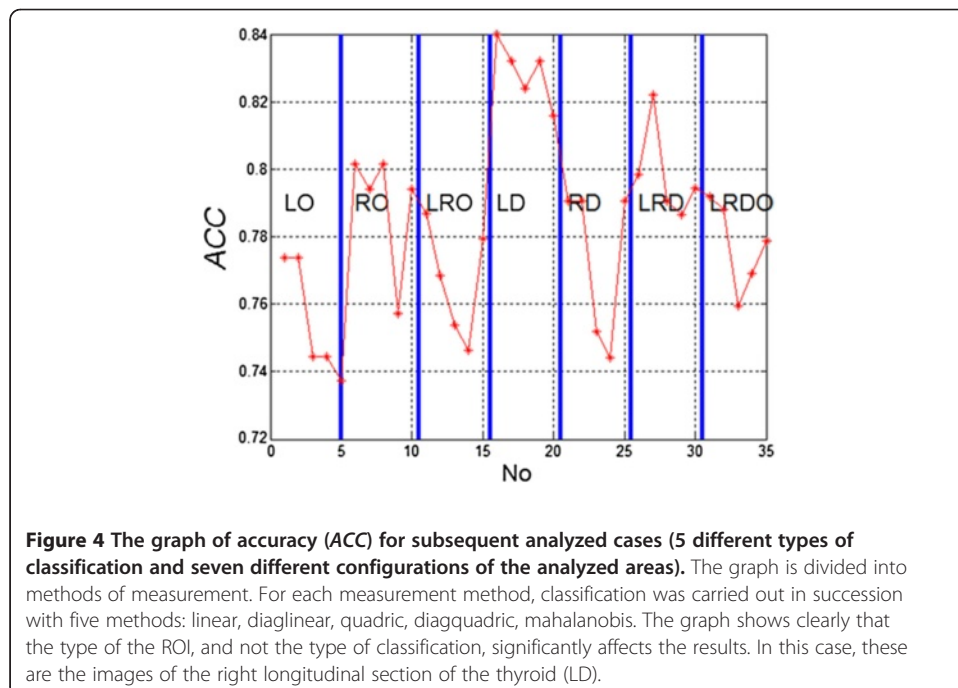 0.84
0.82
0.8
0.78
0.76
0.74
0.72
ACC
LO RO LRO LD RD LRD LRDO
0 5 10 15 20 25 30 35
No
Figure 4 The graph of accuracy (ACC) for subsequent analyzed cases (5 different types of
classification and seven different configurations of the analyzed areas). The graph is divided into
methods of measurement. For each measurement method, classification was carried out in succession
with five methods: linear, diaglinear, quadric, diagquadric, mahalanobis. The graph shows clearly that
the type of the ROI, and not the type of classification, significantly affects the results. In this case, these
are the images of the right longitudinal section of the thyroid (LD).